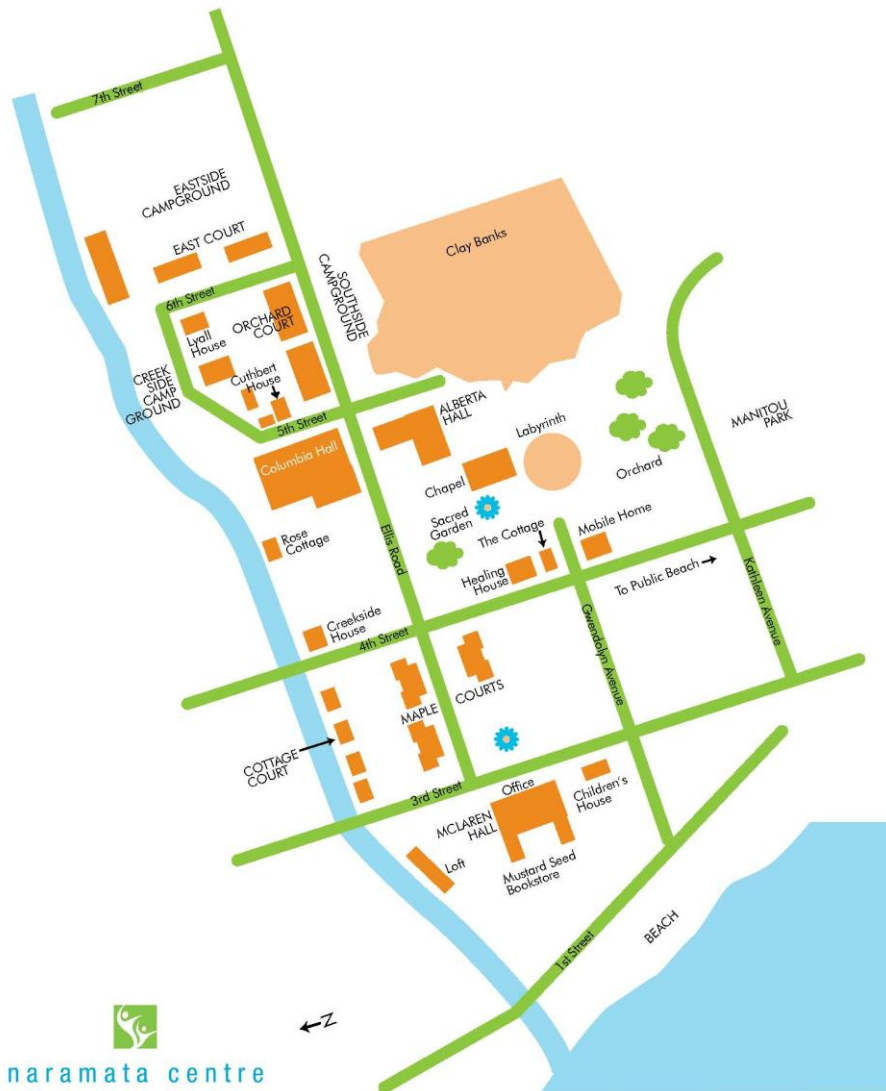 7th Street
EASTSIDE
CAMPGROUND
EAST COURT
6th Street
Lyall
House
ORCHARD
COURT
SOUTHSIDE
CAMPGROUND
Clay Banks
CREEK
SIDE
CAMP
GROUND
Cuthbert
House
5th Street
ALBERTA
HALL
Labyrinth
MANITOU
PARK
Columbia Hall
Chapel
Orchard
Sacred
Garden
The Cottage
Mobile Home
Rose
Cottage
Ellis Road
Healing
House
To Public Beach
Kathleen Avenue
Creekside
House
4th Street
Gwendolyn Avenue
MAPLE
COURTS
COTTAGE
COURT
3rd Street
Office
Children's
House
MCLAREN
HALL
Loft
Mustard Seed
Bookstore
1st Street
BEACH
N
naramata centre